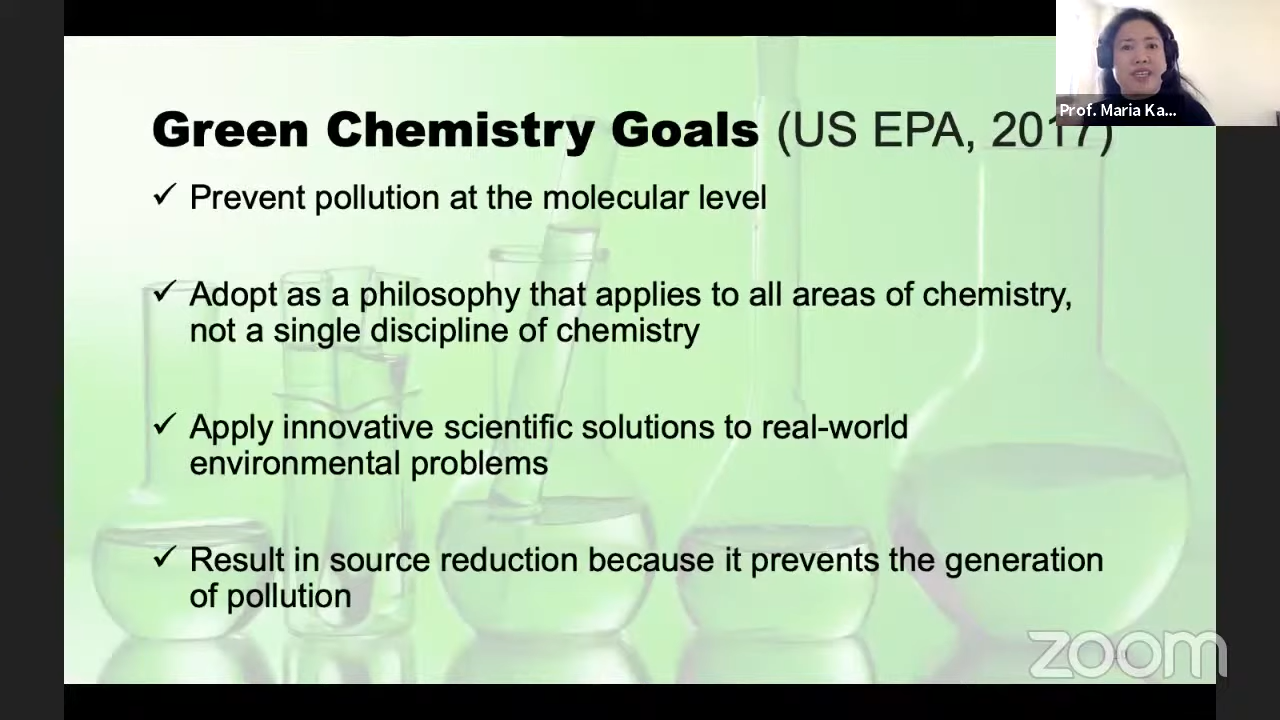 Green Chemistry Goals (US EPA, 2017)
Prof. Maria Ka...
✓ Prevent pollution at the molecular level
✓ Adopt as a philosophy that applies to all areas of chemistry,
not a single discipline of chemistry
✓ Apply innovative scientific solutions to real-world
environmental problems
✓ Result in source reduction because it prevents the generation
of pollution
zoom